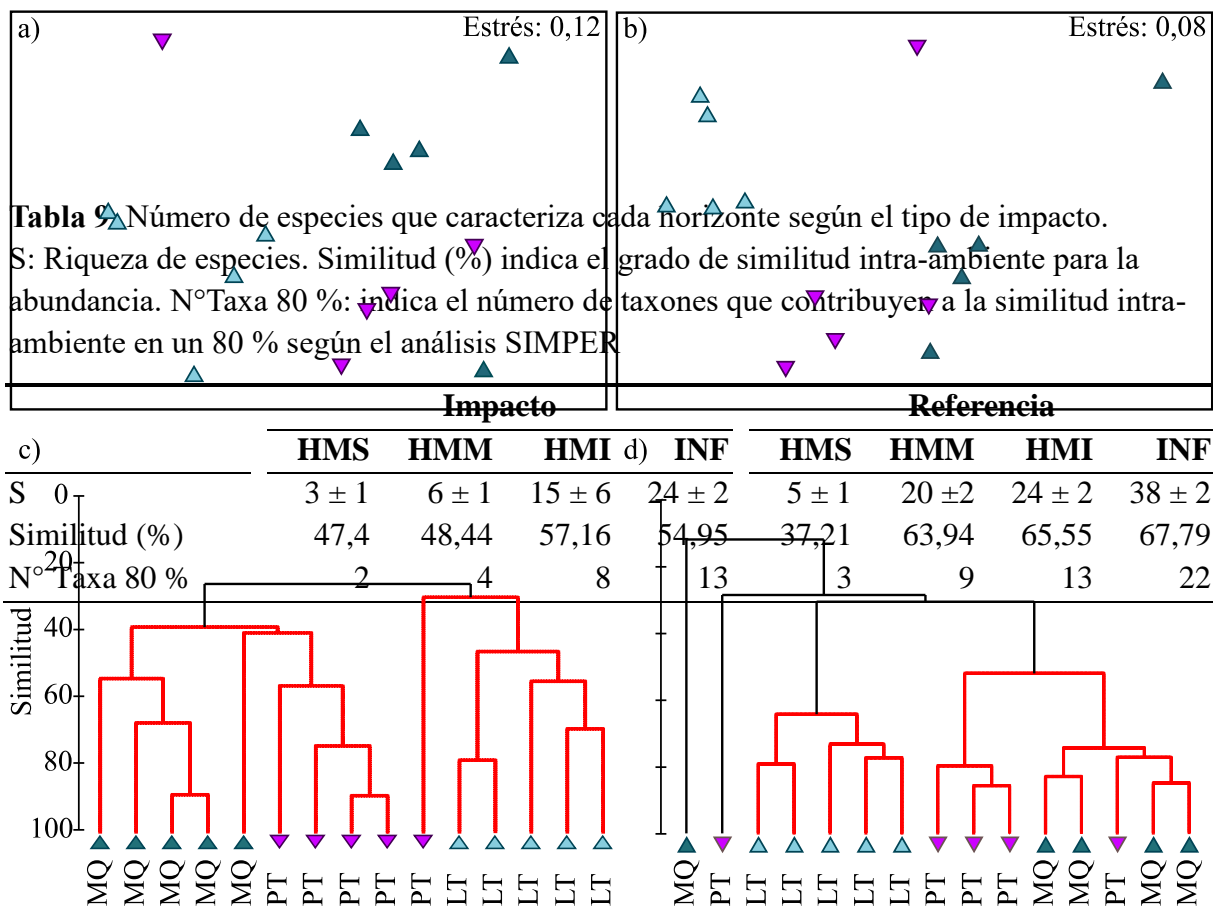 a) Estrés: 0,12 b) Estrés: 0,08
Tabla 9. Número de especies que caracteriza cada horizonte según el tipo de impacto.
S: Riqueza de especies. Similitud (%) indica el grado de similitud intra-ambiente para la
abundancia. N°Taxa 80 %: indica el número de taxones que contribuyen a la similitud intra-
ambiente en un 80 % según el análisis SIMPER
Impacto Referencia
c) HMS HMM HMI d) INF HMS HMM HMI INF
S 3 ± 1 6 ± 1 15 ± 6 24 ± 2 5 ± 1 20 ±2 24 ± 2 38 ± 2
Similitud (%) 47,4 48,44 57,16 54,95 37,21 63,94 65,55 67,79
N° Taxa 80 % 2 4 8 13 3 9 13 22
Similitud
0
20
40
60
80
100
MQ MQ MQ MQ MQ PT PT PT PT PT LT LT LT LT LT
MQ PT LT LT LT LT LT PT PT PT MQ MQ PT MQ MQ